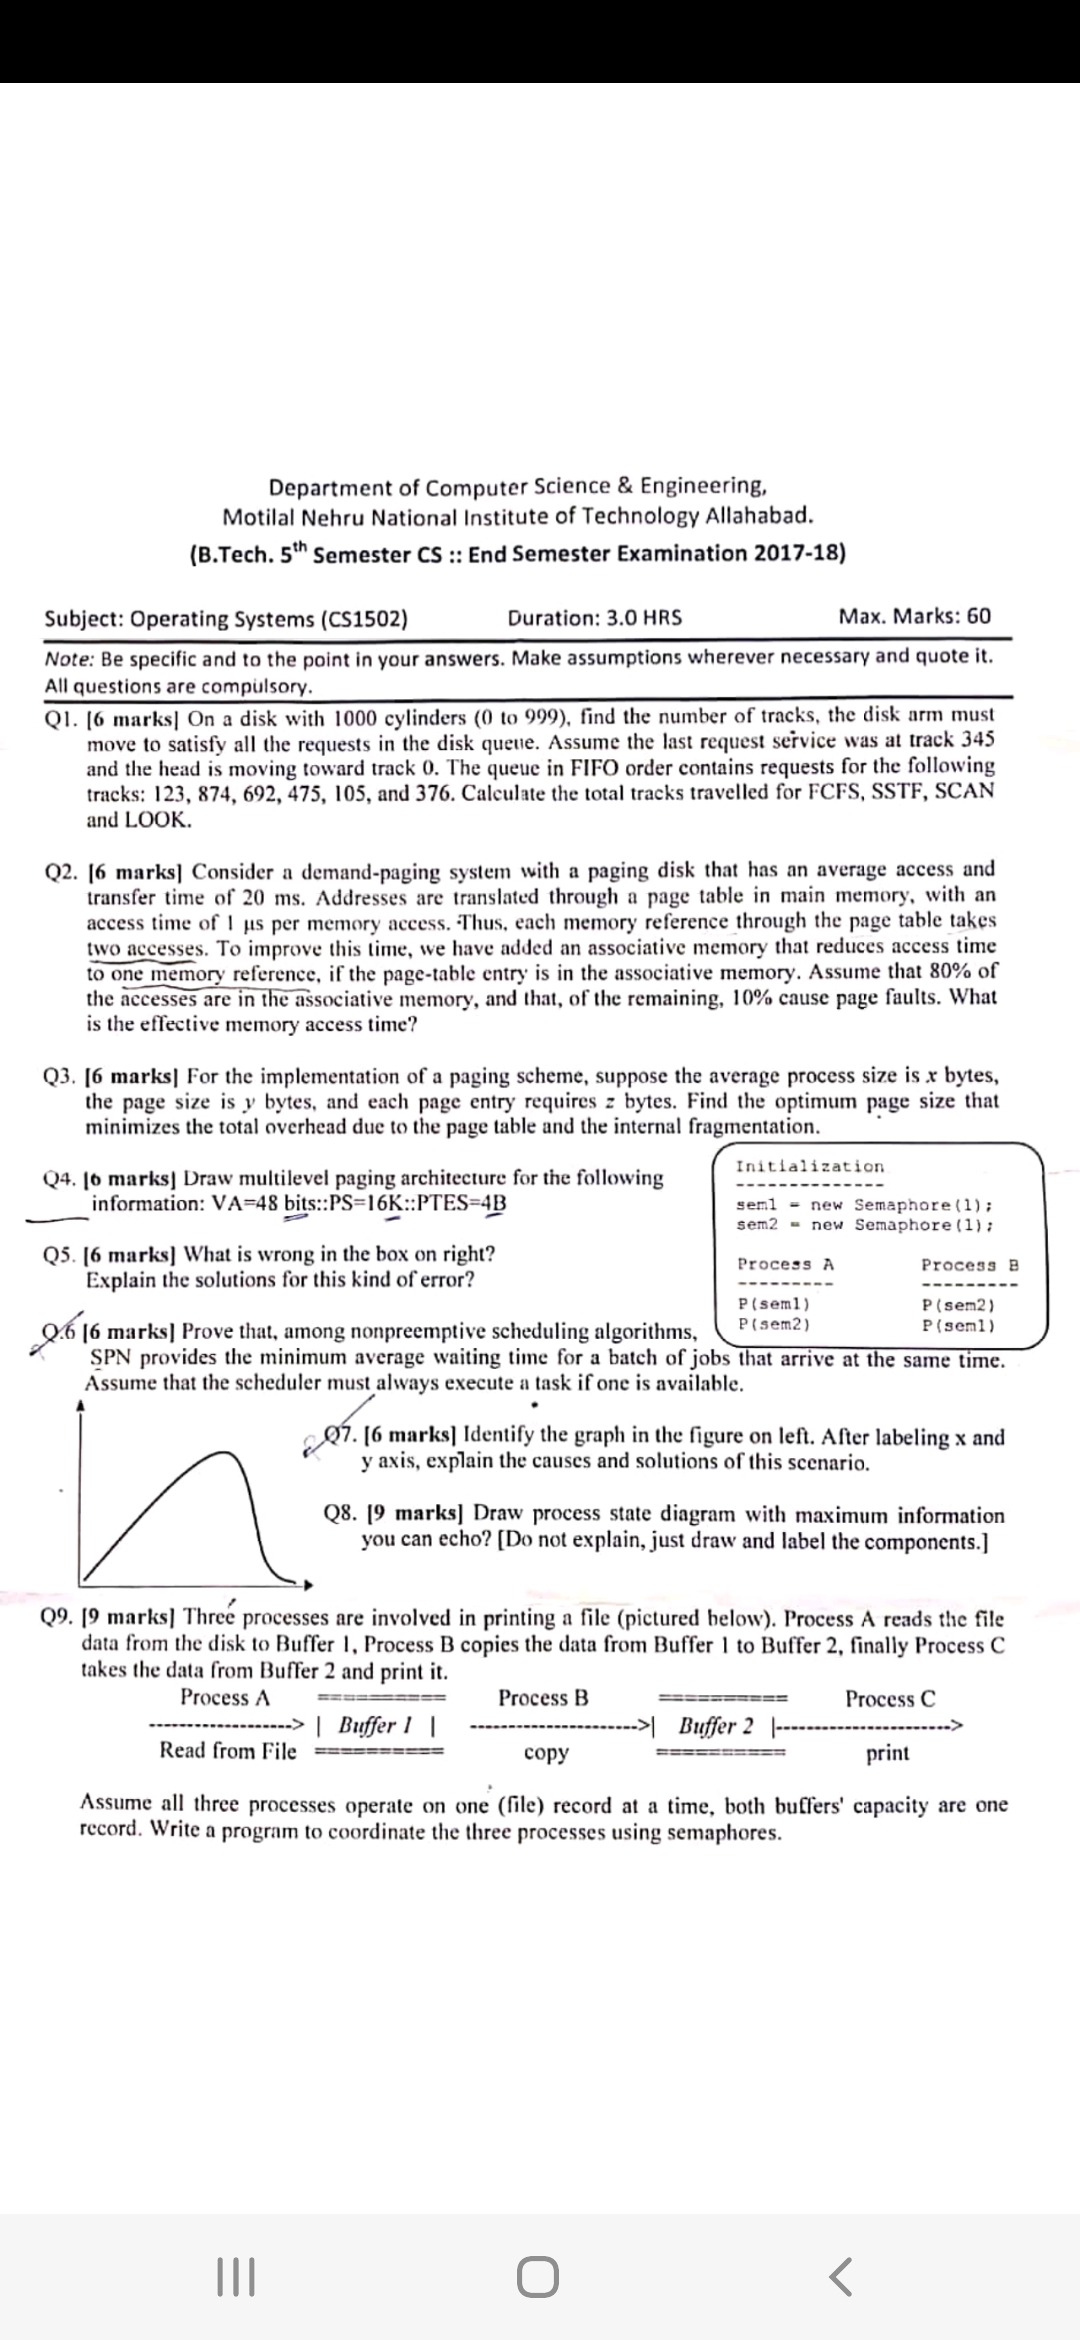 Department of Computer Science & Engineering,
Motilal Nehru National Institute of Technology Allahabad.
(B.Tech. 5th Semester CS :: End Semester Examination 2017-18)
Subject: Operating Systems (CS1502) Duration: 3.0 HRS Max. Marks: 60
Note: Be specific and to the point in your answers. Make assumptions wherever necessary and quote it.
All questions are compulsory.
Q1. [6 marks] On a disk with 1000 cylinders (0 to 999), find the number of tracks, the disk arm must
move to satisfy all the requests in the disk queue. Assume the last request service was at track 345
and the head is moving toward track 0. The queue in FIFO order contains requests for the following
tracks: 123, 874, 692, 475, 105, and 376. Calculate the total tracks travelled for FCFS, SSTF, SCAN
and LOOK.
Q2. [6 marks] Consider a demand-paging system with a paging disk that has an average access and
transfer time of 20 ms. Addresses are translated through a page table in main memory, with an
access time of 1 µs per memory access. Thus, each memory reference through the page table takes
two accesses. To improve this time, we have added an associative memory that reduces access time
to one memory reference, if the page-table entry is in the associative memory. Assume that 80% of
the accesses are in the associative memory, and that, of the remaining, 10% cause page faults. What
is the effective memory access time?
Q3. [6 marks] For the implementation of a paging scheme, suppose the average process size is x bytes,
the page size is y bytes, and each page entry requires z bytes. Find the optimum page size that
minimizes the total overhead due to the page table and the internal fragmentation.
Q4. [6 marks] Draw multilevel paging architecture for the following
information: VA=48 bits::PS=16K::PTES=4B
Q5. [6 marks] What is wrong in the box on right?
Explain the solutions for this kind of error?
Initialization
--------------
sem1 = new Semaphore(1);
sem2 = new Semaphore(1);
Process A Process B
--------- ---------
P(sem1) P(sem2)
P(sem2) P(sem1)
Q.6 [6 marks] Prove that, among nonpreemptive scheduling algorithms,
SPN provides the minimum average waiting time for a batch of jobs that arrive at the same time.
Assume that the scheduler must always execute a task if one is available.
Q7. [6 marks] Identify the graph in the figure on left. After labeling x and
y axis, explain the causes and solutions of this scenario.
Q8. [9 marks] Draw process state diagram with maximum information
you can echo? [Do not explain, just draw and label the components.]
Q9. [9 marks] Three processes are involved in printing a file (pictured below). Process A reads the file
data from the disk to Buffer 1, Process B copies the data from Buffer 1 to Buffer 2, finally Process C
takes the data from Buffer 2 and print it.
Process A =========== Process B =========== Process C
-------------------> | Buffer 1 | ---------------------->| Buffer 2 |----------------------->
Read from File =========== copy =========== print
Assume all three processes operate on one (file) record at a time, both buffers' capacity are one
record. Write a program to coordinate the three processes using semaphores.